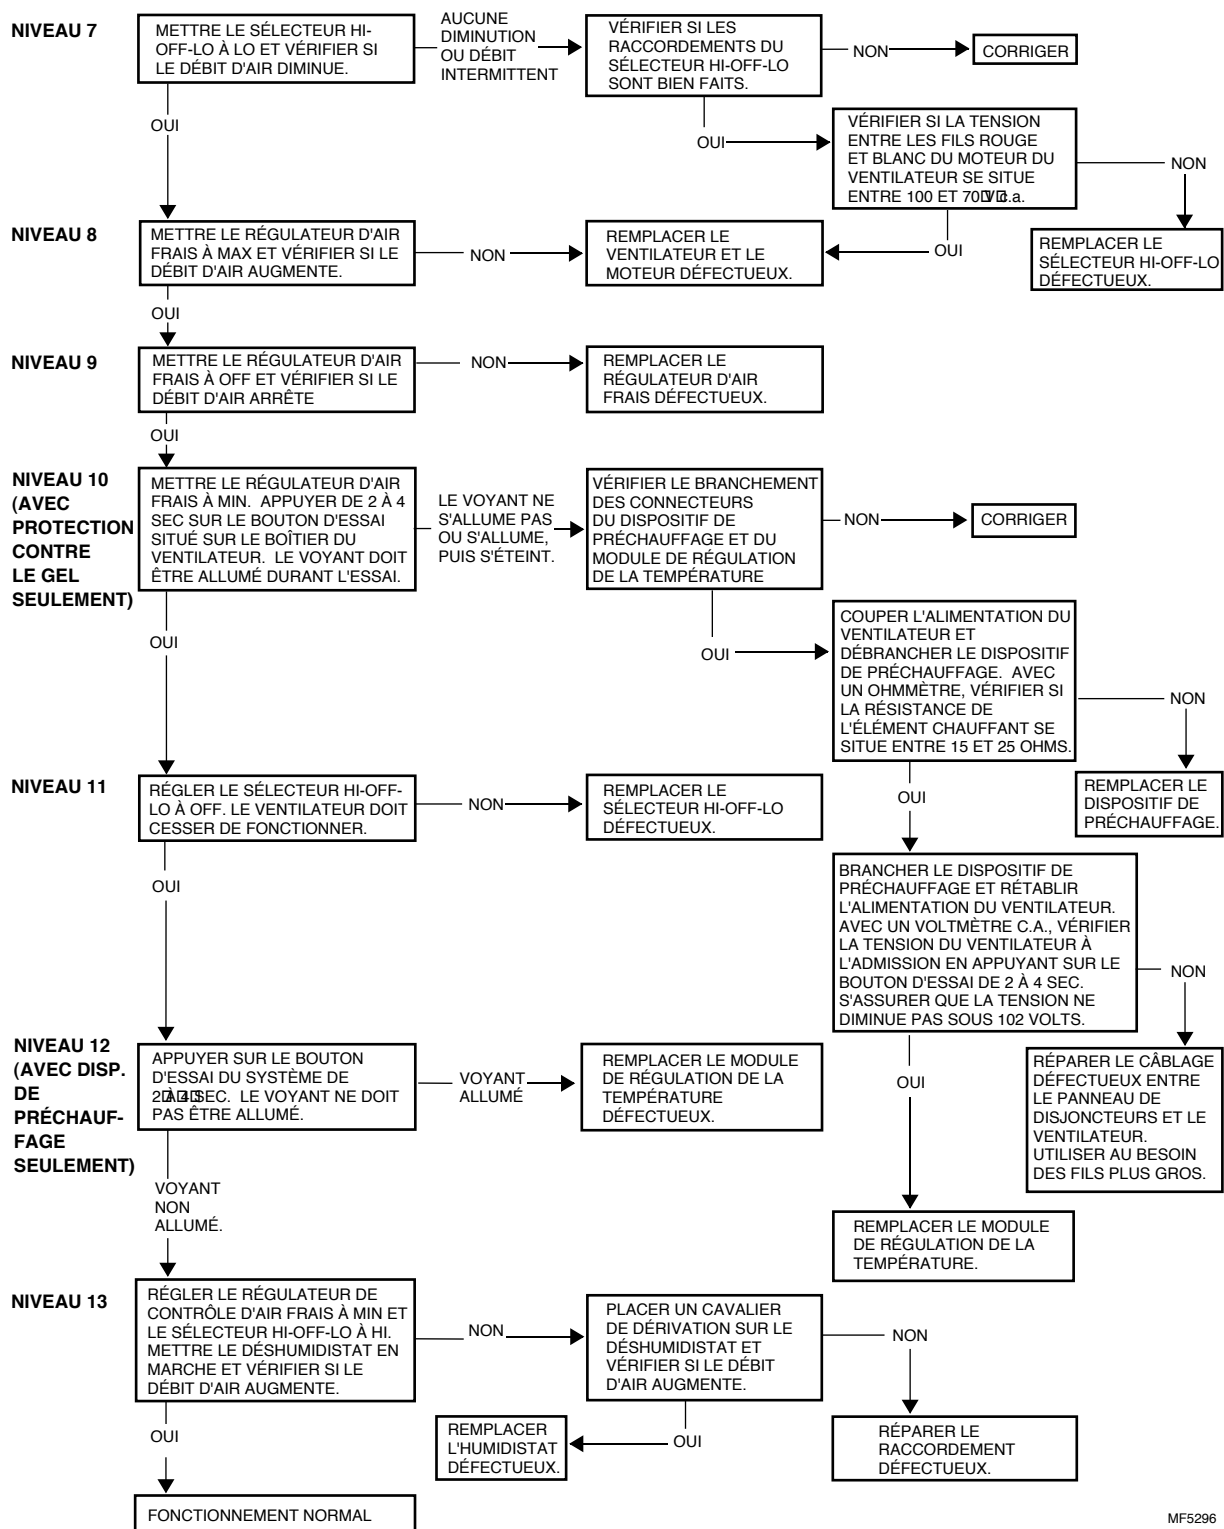 NIVEAU 7
METTRE LE SÉLECTEUR HI-
OFF-LO À LO ET VÉRIFIER SI
LE DÉBIT D'AIR DIMINUE.
AUCUNE
DIMINUTION
OU DÉBIT
INTERMITTENT
VÉRIFIER SI LES
RACCORDEMENTS DU
SÉLECTEUR HI-OFF-LO
SONT BIEN FAITS.
NON
CORRIGER
OUI
OUI
VÉRIFIER SI LA TENSION
ENTRE LES FILS ROUGE
ET BLANC DU MOTEUR DU
VENTILATEUR SE SITUE
ENTRE 100 ET 70 V c.a.
NON
REMPLACER LE
SÉLECTEUR HI-OFF-LO
DÉFECTUEUX.
OUI
NIVEAU 8
METTRE LE RÉGULATEUR D'AIR
FRAIS À MAX ET VÉRIFIER SI LE
DÉBIT D'AIR AUGMENTE.
NON
REMPLACER LE
VENTILATEUR ET LE
MOTEUR DÉFECTUEUX.
OUI
NIVEAU 9
METTRE LE RÉGULATEUR D'AIR
FRAIS À OFF ET VÉRIFIER SI LE
DÉBIT D'AIR ARRÊTE
NON
REMPLACER LE
RÉGULATEUR D'AIR
FRAIS DÉFECTUEUX.
OUI
NIVEAU 10
(AVEC
PROTECTION
CONTRE
LE GEL
SEULEMENT)
METTRE LE RÉGULATEUR D'AIR
FRAIS À MIN. APPUYER DE 2 À 4
SEC SUR LE BOUTON D'ESSAI
SITUÉ SUR LE BOÎTIER DU
VENTILATEUR. LE VOYANT DOIT
ÊTRE ALLUMÉ DURANT L'ESSAI.
LE VOYANT NE
S'ALLUME PAS
OU S'ALLUME,
PUIS S'ÉTEINT.
VÉRIFIER LE BRANCHEMENT
DES CONNECTEURS
DU DISPOSITIF DE
PRÉCHAUFFAGE ET DU
MODULE DE RÉGULATION
DE LA TEMPÉRATURE
NON
CORRIGER
OUI
OUI
COUPER L'ALIMENTATION DU
VENTILATEUR ET
DÉBRANCHER LE DISPOSITIF
DE PRÉCHAUFFAGE. AVEC
UN OHMMÈTRE, VÉRIFIER SI
LA RÉSISTANCE DE
L'ÉLÉMENT CHAUFFANT SE
SITUE ENTRE 15 ET 25 OHMS.
NON
REMPLACER LE
DISPOSITIF DE
PRÉCHAUFFAGE.
OUI
NIVEAU 11
RÉGLER LE SÉLECTEUR HI-OFF-
LO À OFF. LE VENTILATEUR DOIT
CESSER DE FONCTIONNER.
NON
REMPLACER LE
SÉLECTEUR HI-OFF-LO
DÉFECTUEUX.
OUI
BRANCHER LE DISPOSITIF DE
PRÉCHAUFFAGE ET RÉTABLIR
L'ALIMENTATION DU VENTILATEUR.
AVEC UN VOLTMÈTRE C.A., VÉRIFIER
LA TENSION DU VENTILATEUR À
L'ADMISSION EN APPUYANT SUR LE
BOUTON D'ESSAI DE 2 À 4 SEC.
S'ASSURER QUE LA TENSION NE
DIMINUE PAS SOUS 102 VOLTS.
NON
RÉPARER LE CÂBLAGE
DÉFECTUEUX ENTRE
LE PANNEAU DE
DISJONCTEURS ET LE
VENTILATEUR.
UTILISER AU BESOIN
DES FILS PLUS GROS.
OUI
REMPLACER LE MODULE
DE RÉGULATION DE LA
TEMPÉRATURE.
NIVEAU 12
(AVEC DISP.
DE
PRÉCHAUF-
FAGE
SEULEMENT)
APPUYER SUR LE BOUTON
D'ESSAI DU SYSTÈME DE
2 À 4 SEC. LE VOYANT NE DOIT
PAS ÊTRE ALLUMÉ.
VOYANT
ALLUMÉ
REMPLACER LE MODULE
DE RÉGULATION DE LA
TEMPÉRATURE
DÉFECTUEUX.
VOYANT
NON
ALLUMÉ.
NIVEAU 13
RÉGLER LE RÉGULATEUR DE
CONTRÔLE D'AIR FRAIS À MIN ET
LE SÉLECTEUR HI-OFF-LO À HI.
METTRE LE DÉSHUMIDISTAT EN
MARCHE ET VÉRIFIER SI LE
DÉBIT D'AIR AUGMENTE.
NON
PLACER UN CAVALIER
DE DÉRIVATION SUR LE
DÉSHUMIDISTAT ET
VÉRIFIER SI LE DÉBIT
D'AIR AUGMENTE.
NON
RÉPARER LE
RACCORDEMENT
DÉFECTUEUX.
OUI
REMPLACER
L'HUMIDISTAT
DÉFECTUEUX.
OUI
FONCTIONNEMENT NORMAL
MF5296